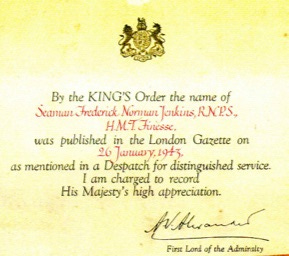 By the KING'S Order the name of
Seaman Frederick Norman Jenkins, R.N.P.S.,
H.M.T. Finesse,
was published in the London Gazette on
26 January, 1943,
as mentioned in a Despatch for distinguished service.
I am charged to record
His Majesty's high appreciation.
A.V. Alexander
First Lord of the Admiralty